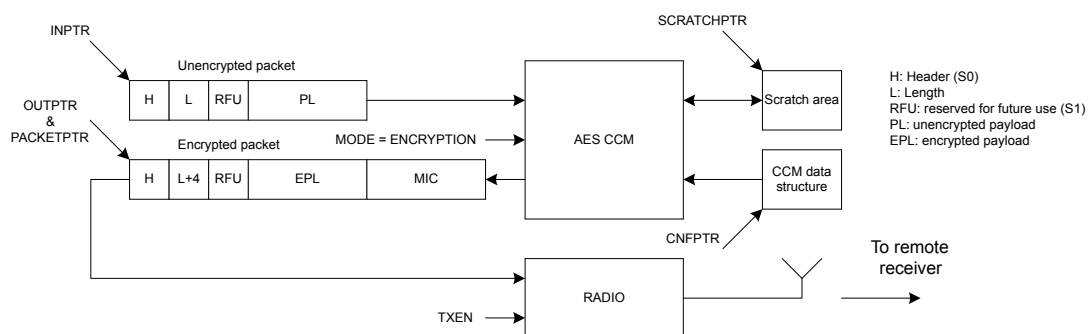 SCRATCHPTR
INPTR
Unencrypted packet
H L RFU PL
OUTPTR
&
PACKETPTR
MODE = ENCRYPTION
Encrypted packet
H L+4 RFU EPL MIC
AES CCM
Scratch area
CCM data
structure
CNFPTR
H: Header (S0)
L: Length
RFU: reserved for future use (S1)
PL: unencrypted payload
EPL: encrypted payload
To remote
receiver
RADIO
TXEN